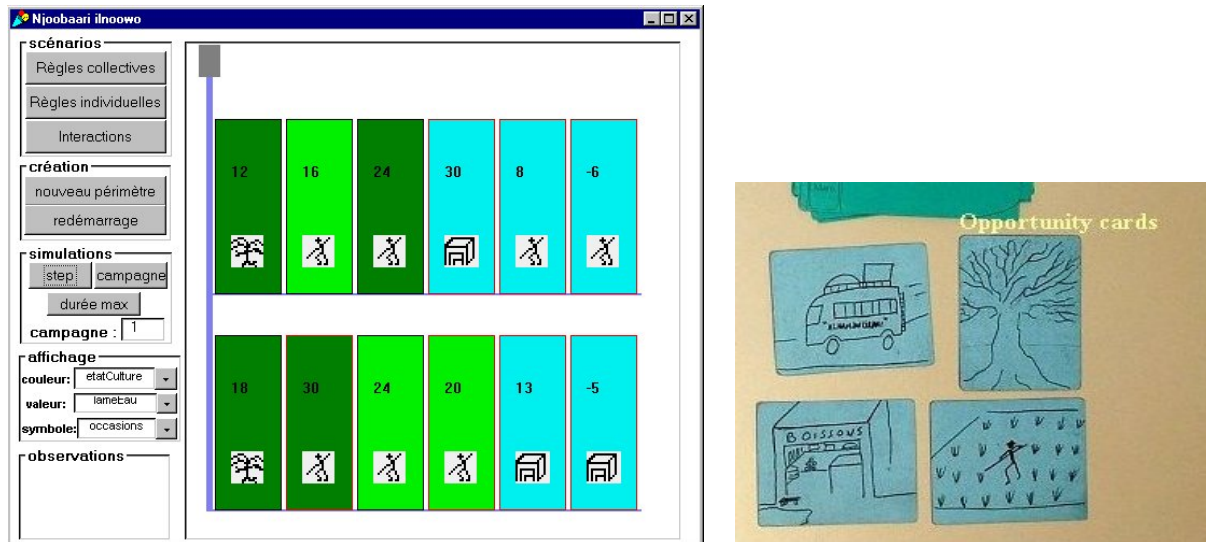 Njoobaari ilnoowo
scénarios
Règles collectives
Règles individuelles
Interactions
création
nouveau périmètre
redémarrage
simulations
step campagne
durée max
campagne : 1
affichage
couleur: etatCulture
valeur: lameEau
symbole: occasions
observations
12 16 24 30 8 -6
18 30 24 20 13 -5
Opportunity cards
BOISSONS